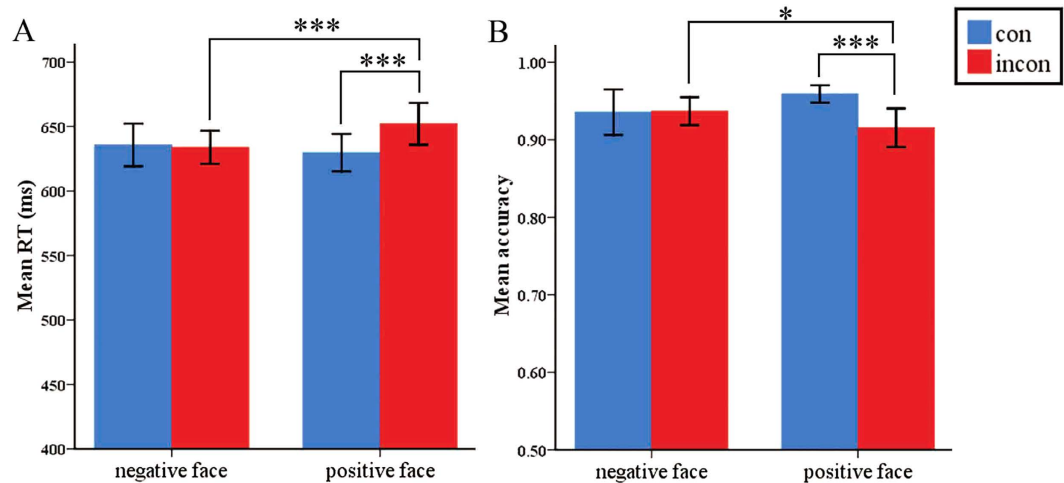 A
***
***
Mean RT (ms)
700
650
600
550
500
450
400
negative face
positive face
B
*
***
con
incon
Mean accuracy
1.00
0.90
0.80
0.70
0.60
0.50
negative face
positive face